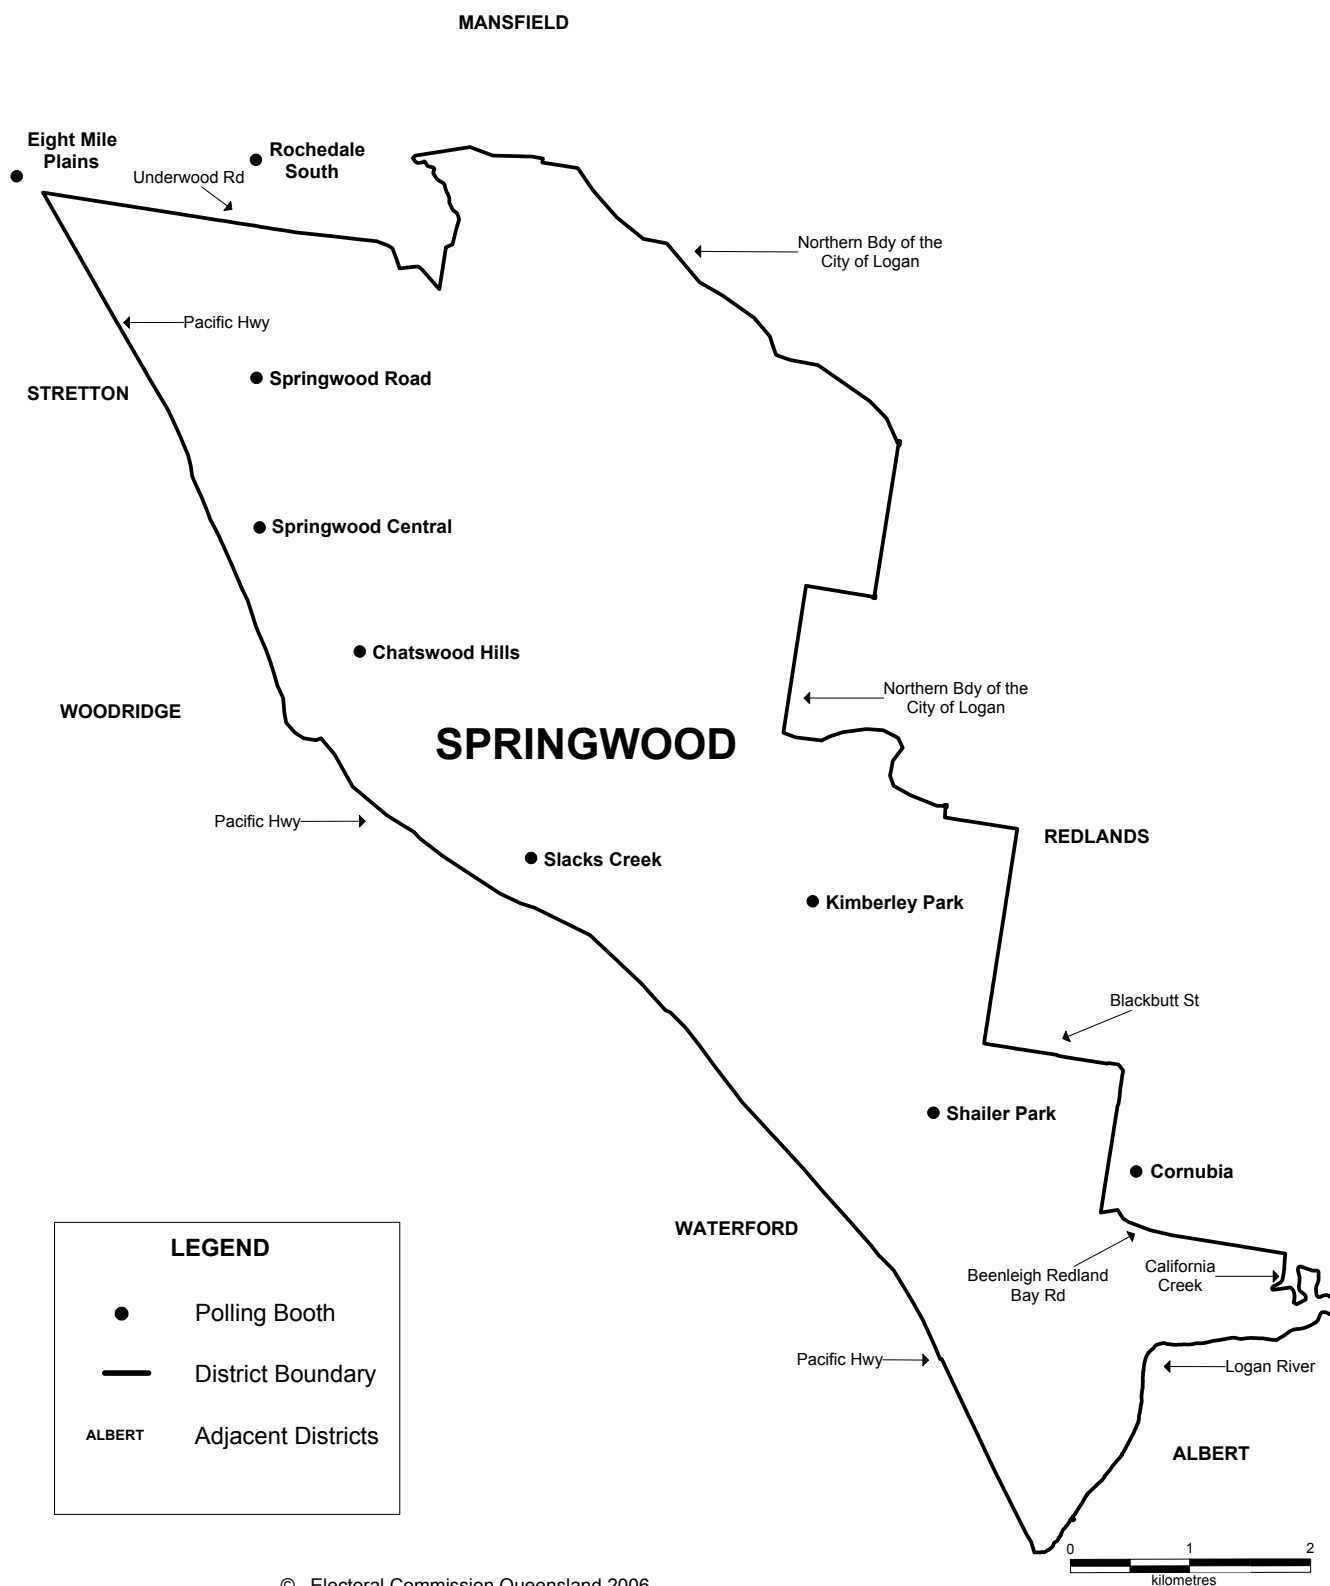 MANSFIELD
Eight Mile
Plains
Rochedale
South
Underwood Rd
Northern Bdy of the
City of Logan
Pacific Hwy
Springwood Road
STRETTON
Springwood Central
Chatswood Hills
Northern Bdy of the
City of Logan
WOODRIDGE
SPRINGWOOD
Pacific Hwy
REDLANDS
Slacks Creek
Kimberley Park
Blackbutt St
Shailer Park
Cornubia
WATERFORD
Beenleigh Redland
Bay Rd
California
Creek
Pacific Hwy
Logan River
ALBERT
LEGEND
Polling Booth
District Boundary
ALBERT Adjacent Districts
0 1 2
kilometres
© Electoral Commission Queensland 2006